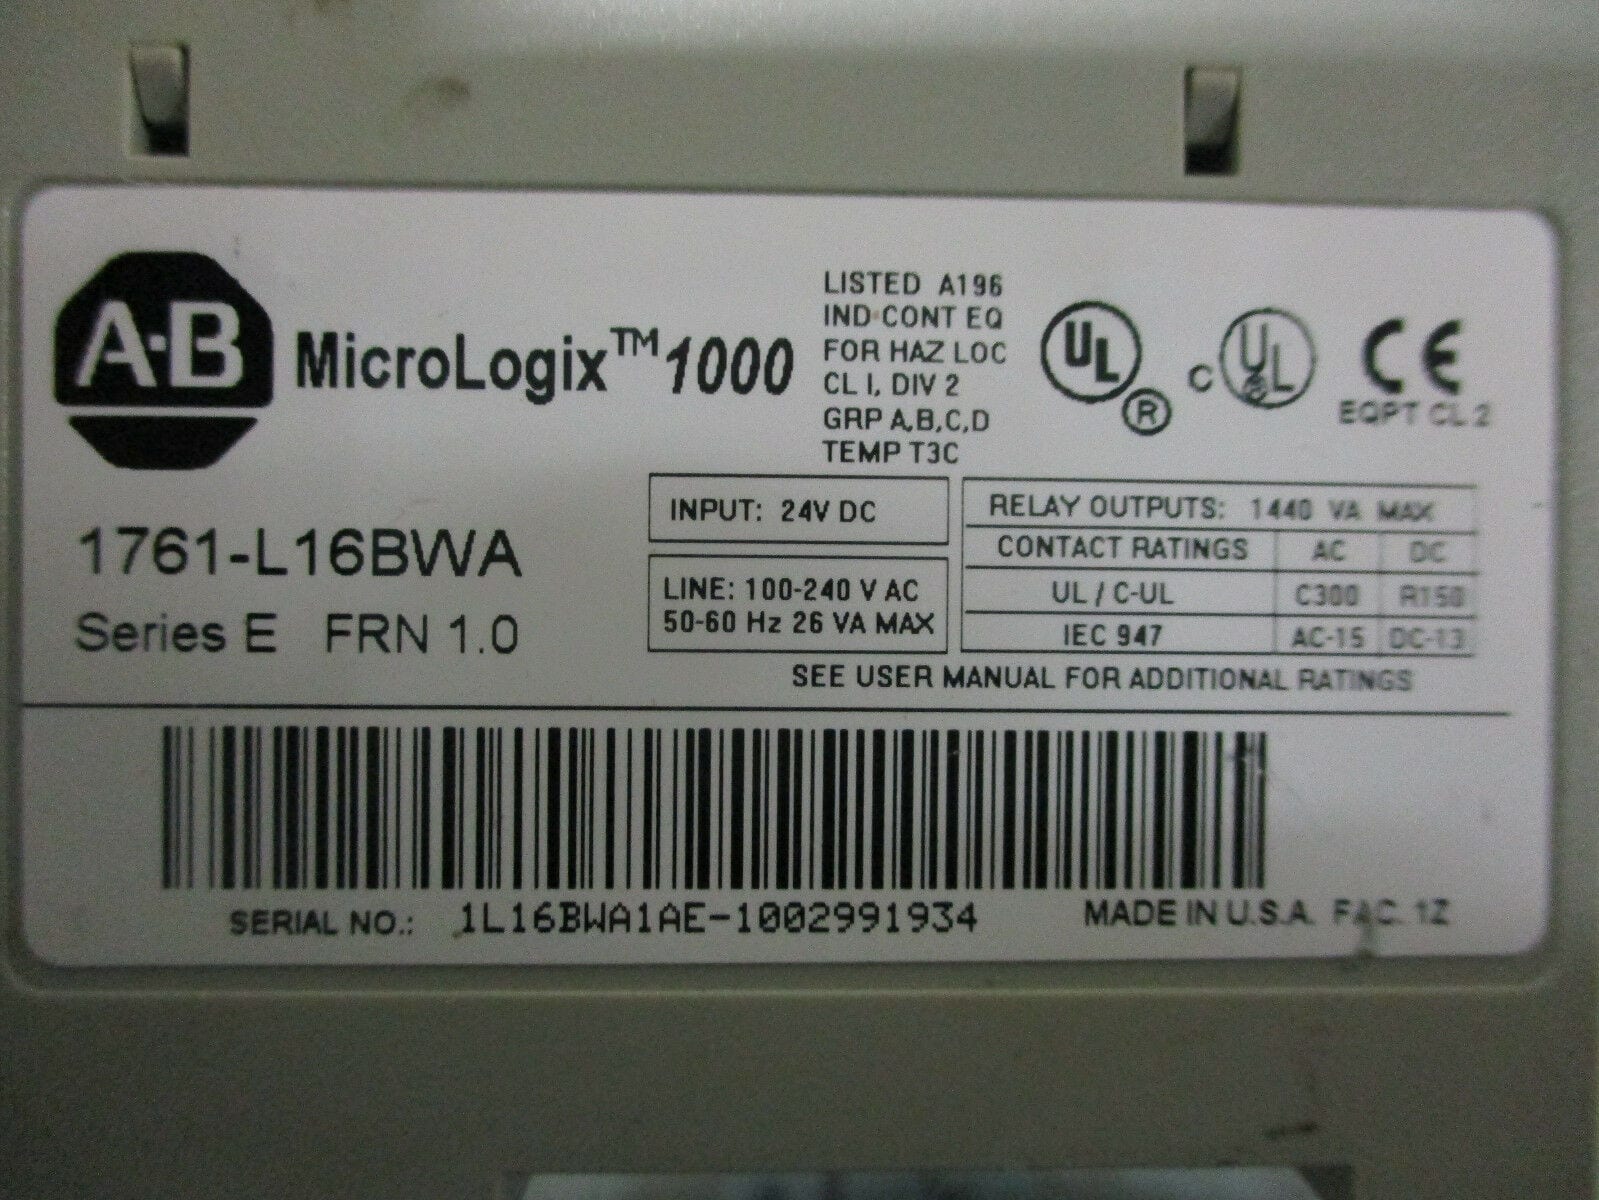 A-B
MicroLogix™1000
LISTED A196
IND CONT EQ
FOR HAZ LOC
CL I, DIV 2
GRP A,B,C,D
TEMP T3C
UL ®
C UL
CE
EQPT CL 2
1761-L16BWA
Series E FRN 1.0
INPUT: 24V DC
LINE: 100-240 V AC
50-60 Hz 26 VA MAX
RELAY OUTPUTS: 1440 VA MAX
CONTACT RATINGS AC DC
UL / C-UL C300 R150
IEC 947 AC-15 DC-13
SEE USER MANUAL FOR ADDITIONAL RATINGS
SERIAL NO.: 1L16BWA1AE-1002991934
MADE IN U.S.A. FAC. 1Z